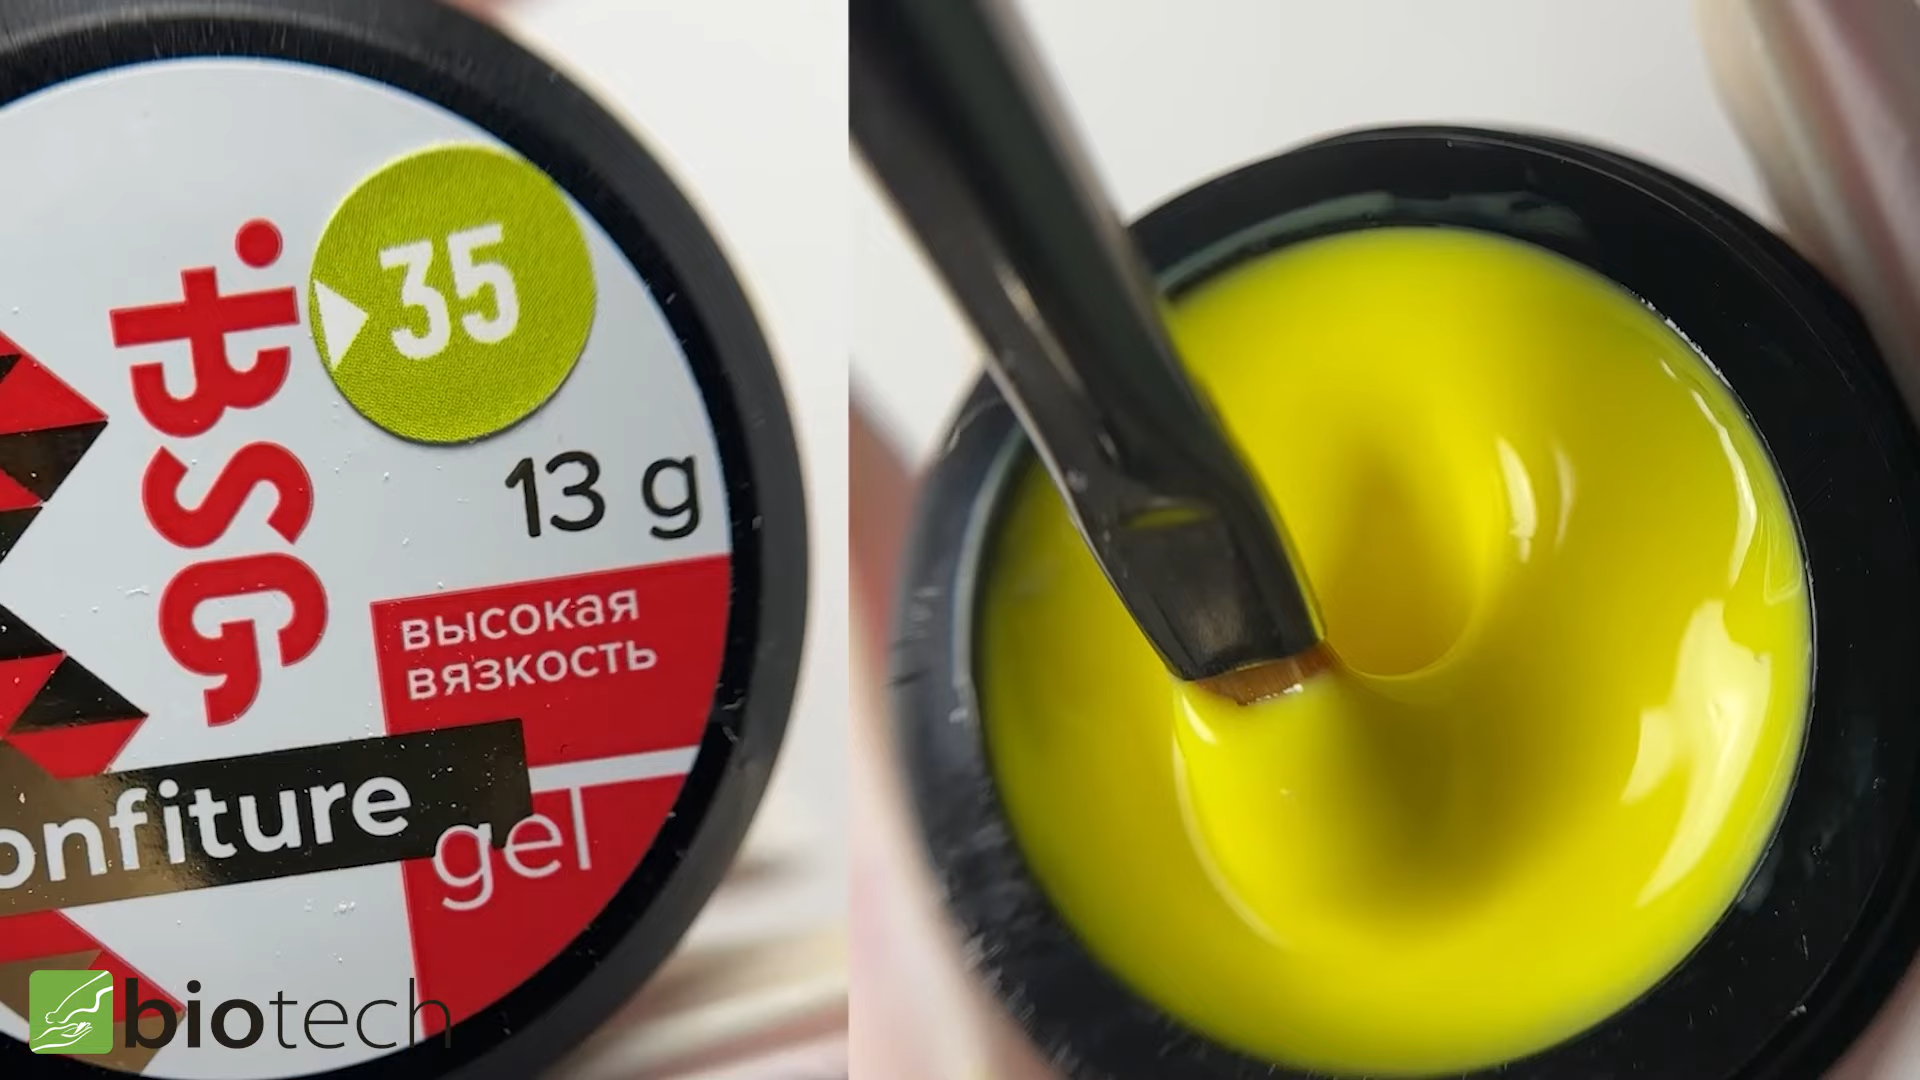 35
BSG
13 g
высокая
вязкость
onfiture
gel
biotech